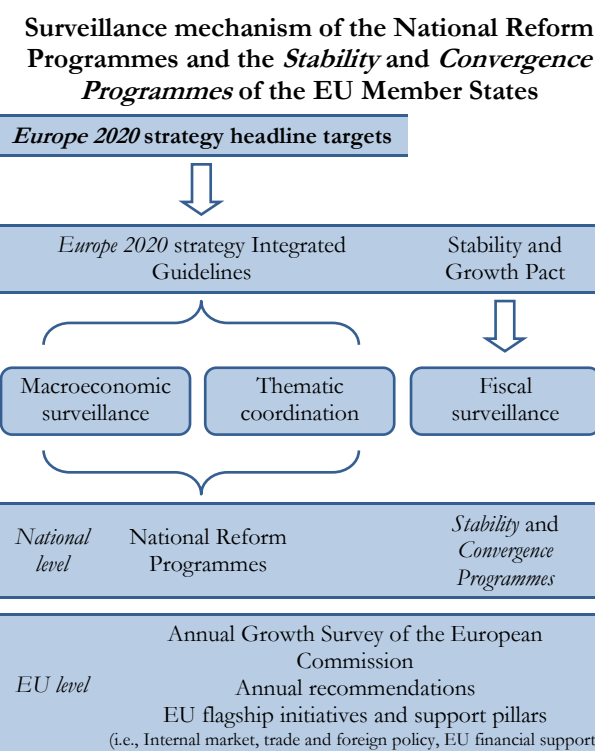 Surveillance mechanism of the National Reform
Programmes and the Stability and Convergence
Programmes of the EU Member States
Europe 2020 strategy headline targets
Europe 2020 strategy Integrated
Guidelines
Stability and
Growth Pact
Macroeconomic
surveillance
Thematic
coordination
Fiscal
surveillance
National
level
National Reform
Programmes
Stability and
Convergence
Programmes
EU level
Annual Growth Survey of the European
Commission
Annual recommendations
EU flagship initiatives and support pillars
(i.e., Internal market, trade and foreign policy, EU financial support